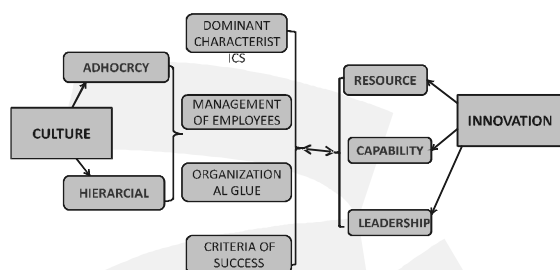 DOMINANT
CHARACTERIST
ICS
ADHOCRCY
RESOURCE
MANAGEMENT
OF EMPLOYEES
CULTURE
INNOVATION
CAPABILITY
ORGANIZATION
AL GLUE
HIERARCIAL
LEADERSHIP
CRITERIA OF
SUCCESS